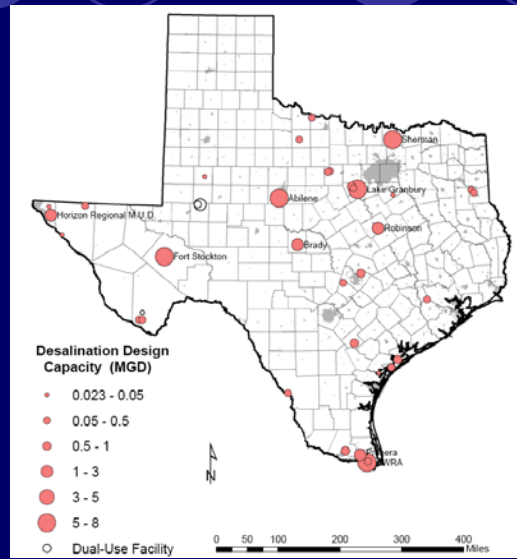 Sherman
Lake Granbury
Abilene
Horizon Regional M.U.D.
Robinson
Brady
Fort Stockton
Desalination Design
Capacity (MGD)
0.023 - 0.05
0.05 - 0.5
0.5 - 1
1 - 3
3 - 5
5 - 8
Dual-Use Facility
N
0 50 100 200 300 400
Miles